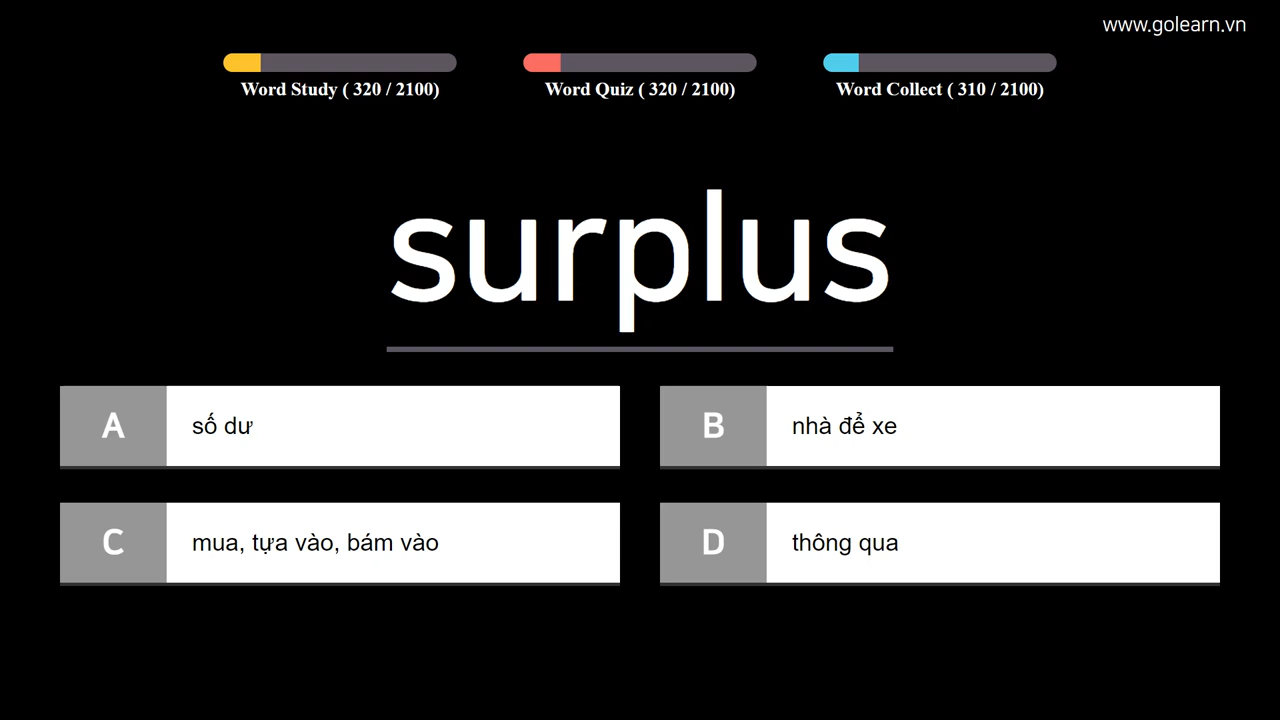 www.golearn.vn
Word Study ( 320 / 2100)
Word Quiz ( 320 / 2100)
Word Collect ( 310 / 2100)
surplus
A số dư
B nhà để xe
C mua, tựa vào, bám vào
D thông qua